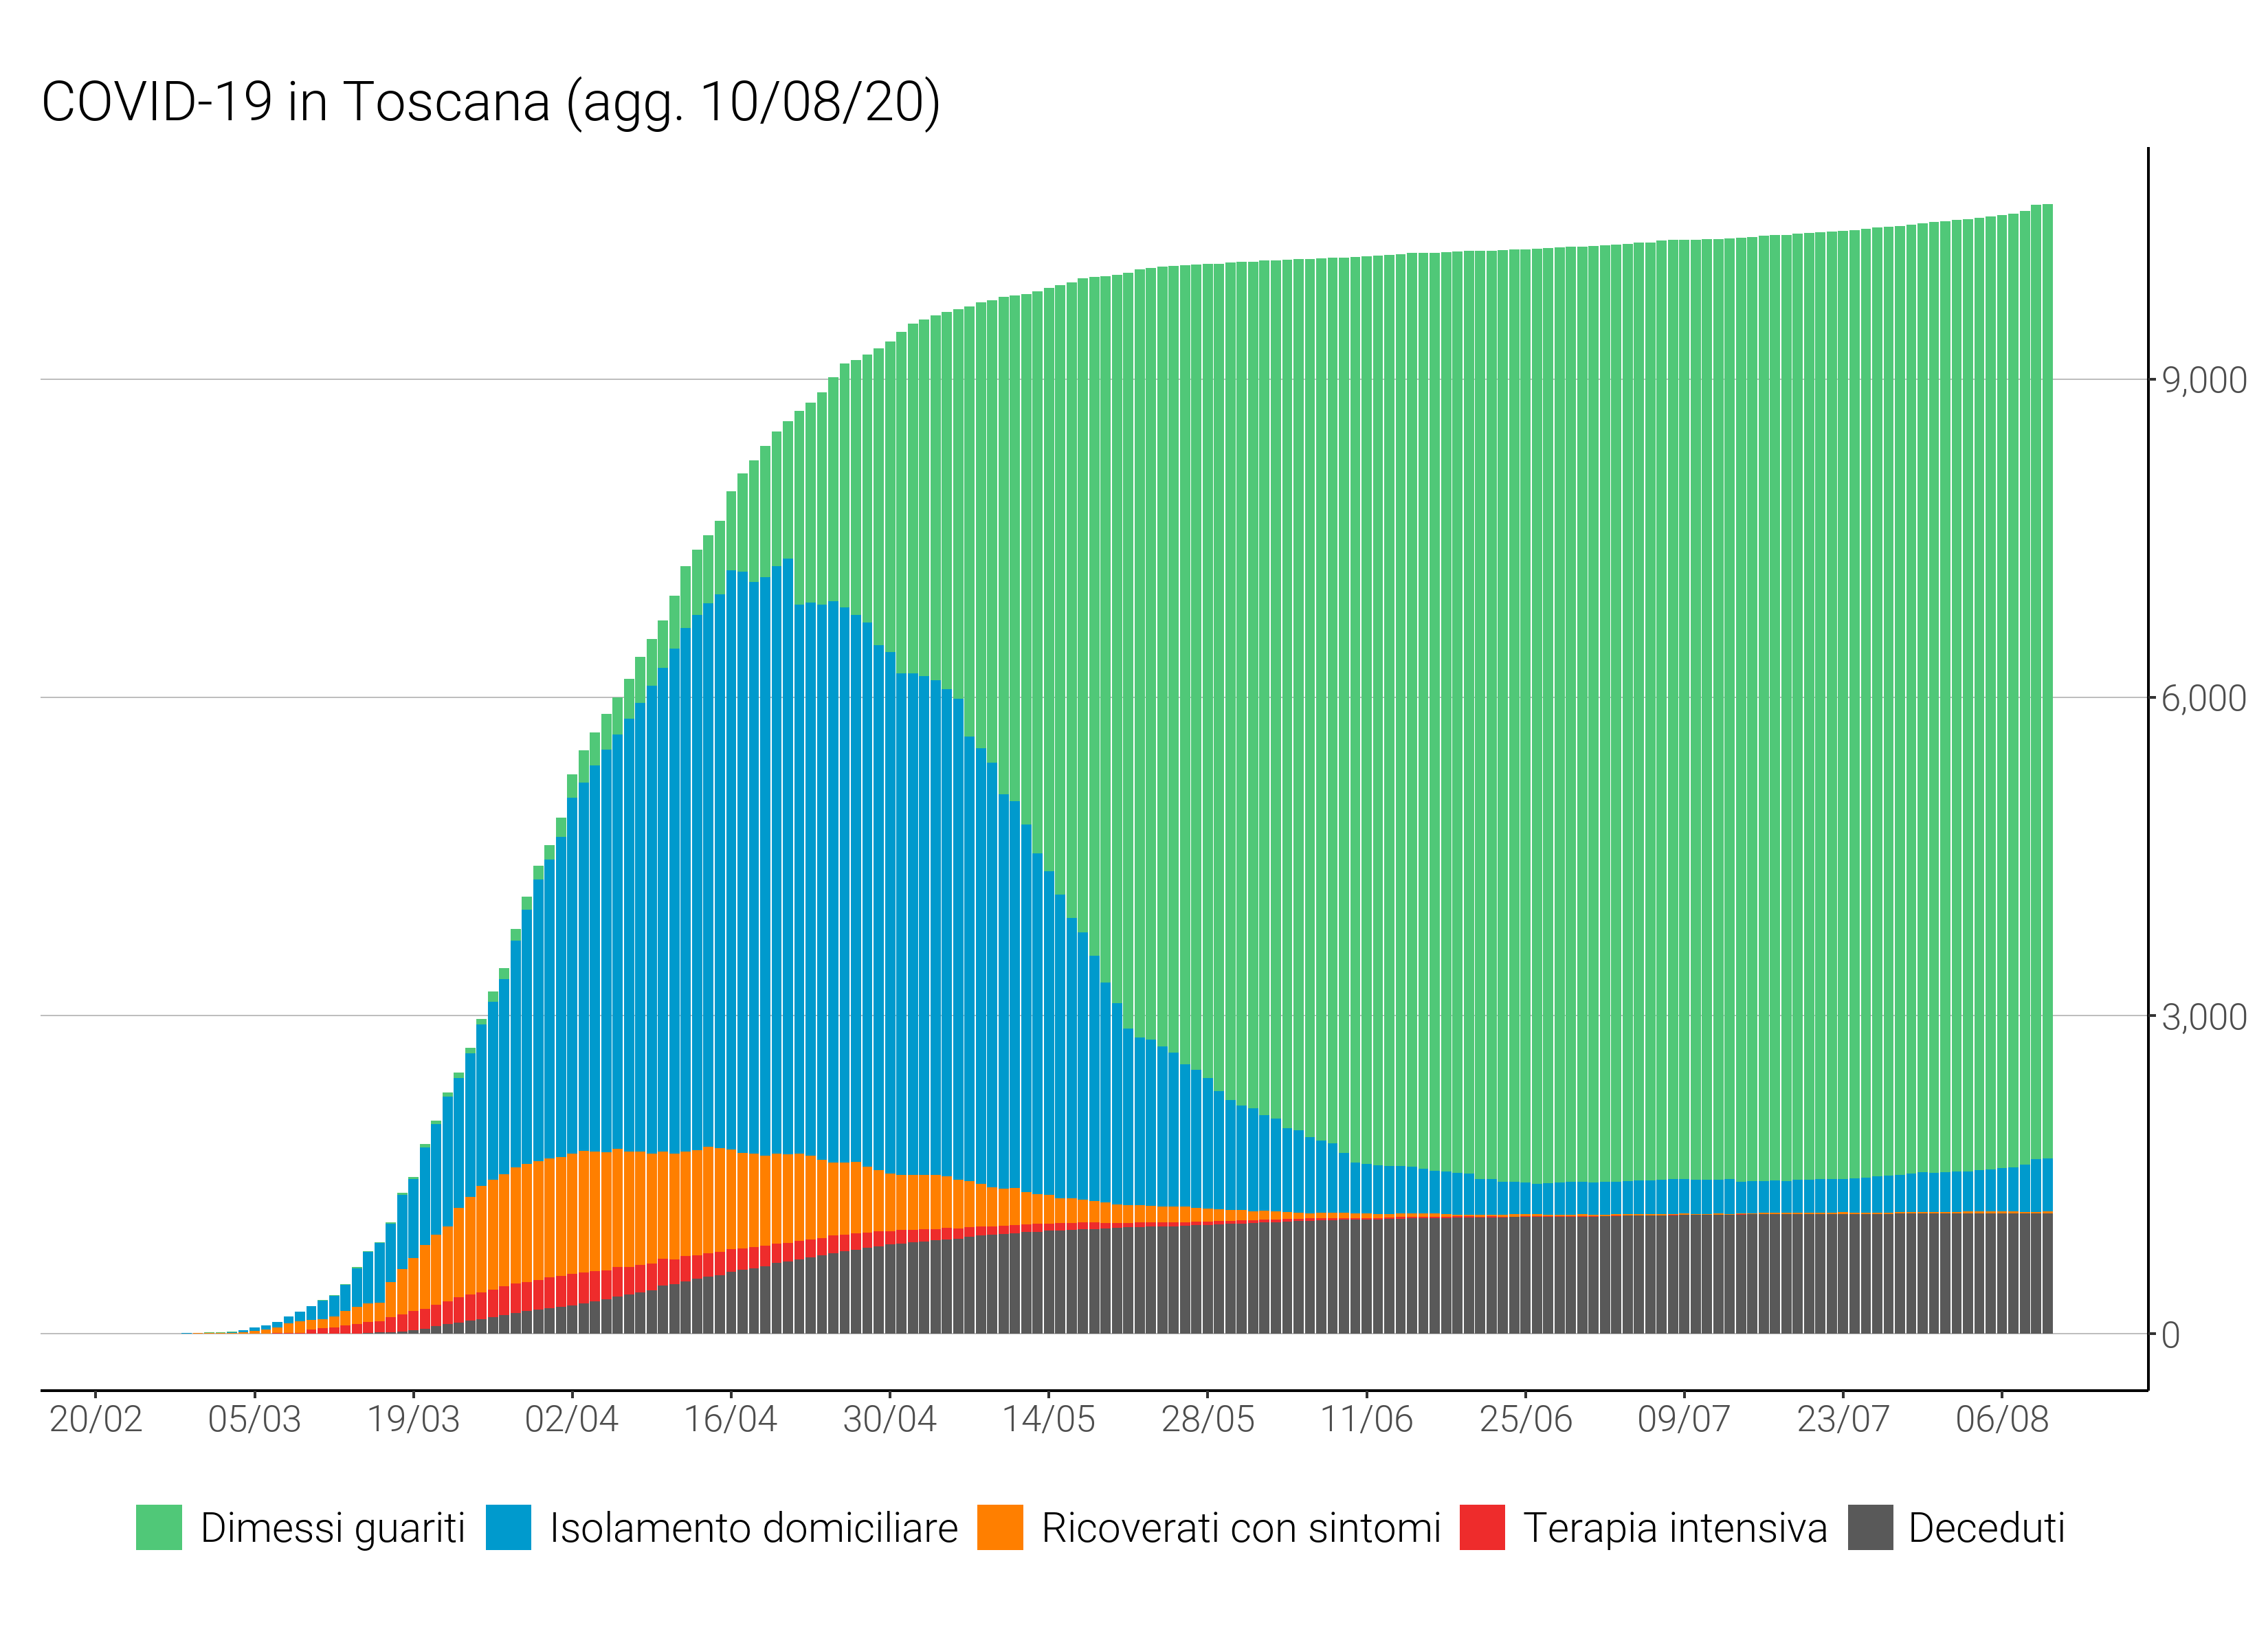 COVID-19 in Toscana (agg. 10/08/20)
9,000
6,000
3,000
0
20/02 05/03 19/03 02/04 16/04 30/04 14/05 28/05 11/06 25/06 09/07 23/07 06/08
Dimessi guariti Isolamento domiciliare Ricoverati con sintomi Terapia intensiva Deceduti